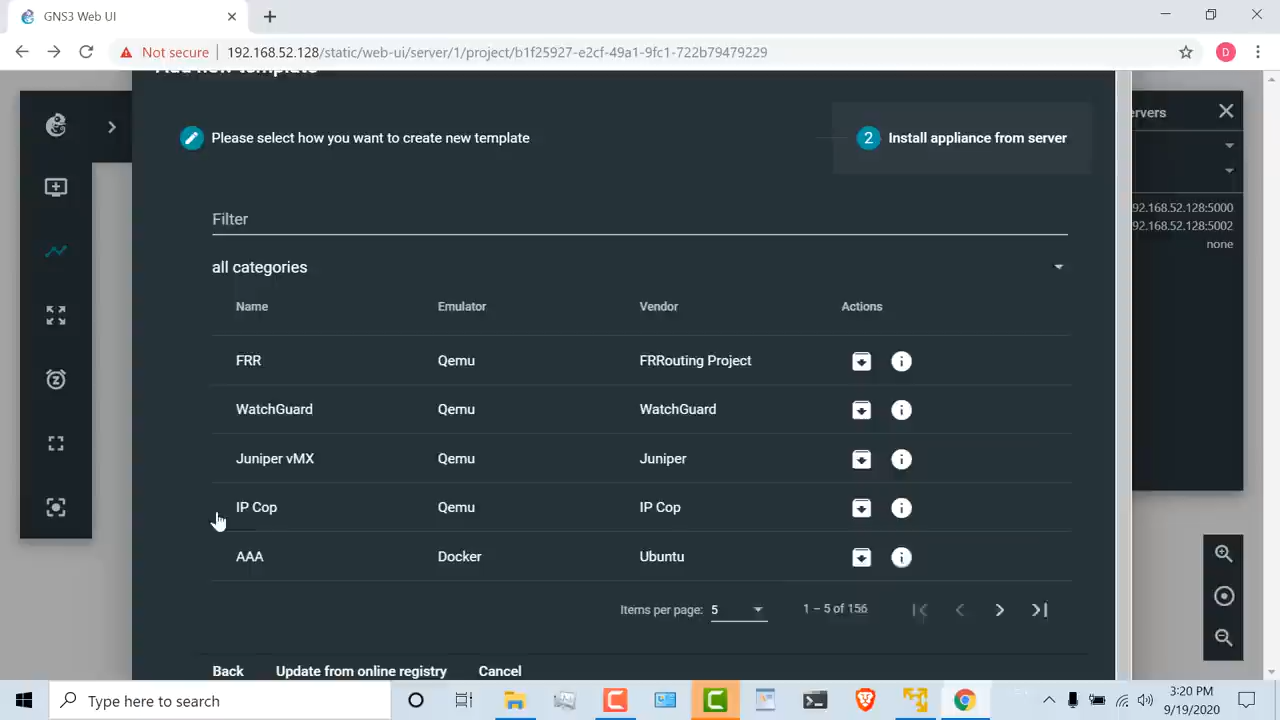 GNS3 Web UI
Not secure
192.168.52.128/static/web-ui/server/1/project/b1f25927-e2cf-49a1-9fc1-722b79479229
D
Add new template
Please select how you want to create new template
2
Install appliance from server
ervers
92.168.52.128:5000
92.168.52.128:5002
none
Filter
all categories
Name Emulator Vendor Actions
FRR Qemu FRRouting Project
WatchGuard Qemu WatchGuard
Juniper vMX Qemu Juniper
IP Cop Qemu IP Cop
AAA Docker Ubuntu
Items per page: 5 1 – 5 of 156
Back Update from online registry Cancel
Type here to search
3:20 PM
9/19/2020